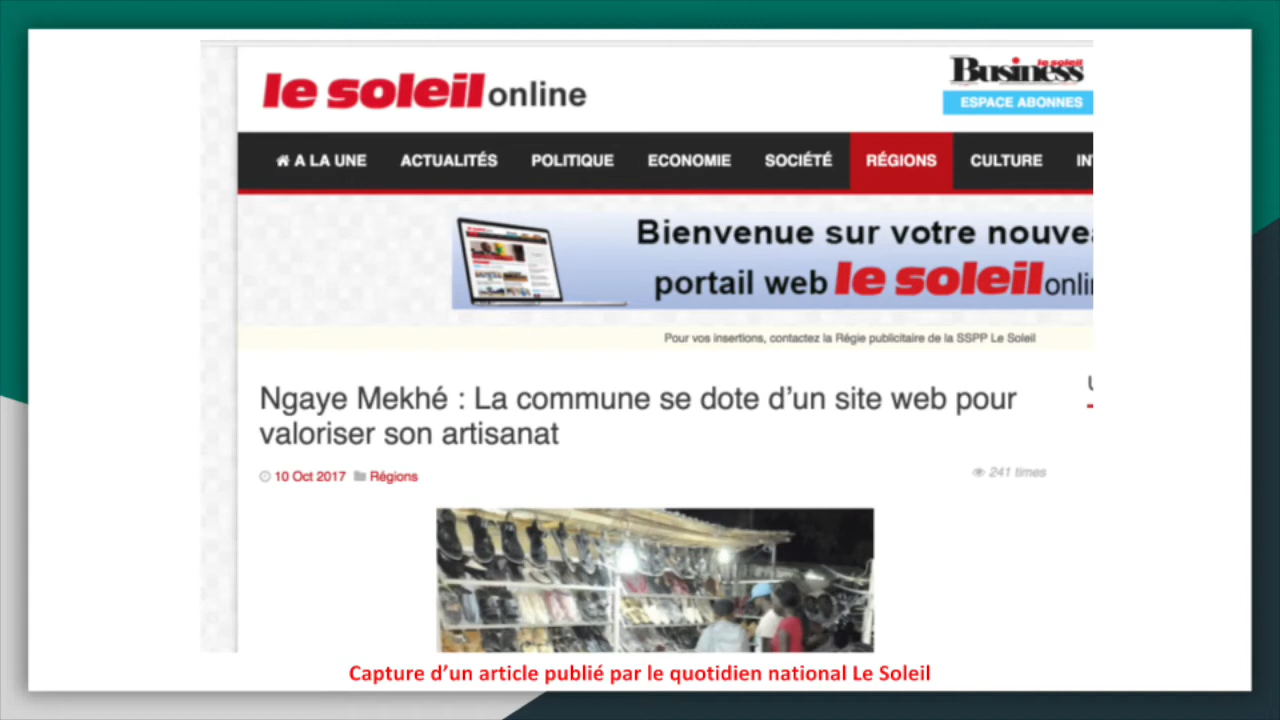 le soleil online
le soleil
Business
ESPACE ABONNES
A LA UNE ACTUALITÉS POLITIQUE ECONOMIE SOCIÉTÉ RÉGIONS CULTURE
Bienvenue sur votre
portail web le soleil
Pour vos insertions, contactez la Régie publicitaire de la SSPP Le Soleil
Ngaye Mekhé : La commune se dote d’un site web pour
valoriser son artisanat
10 Oct 2017 Régions
241 times
Capture d’un article publié par le quotidien national Le Soleil